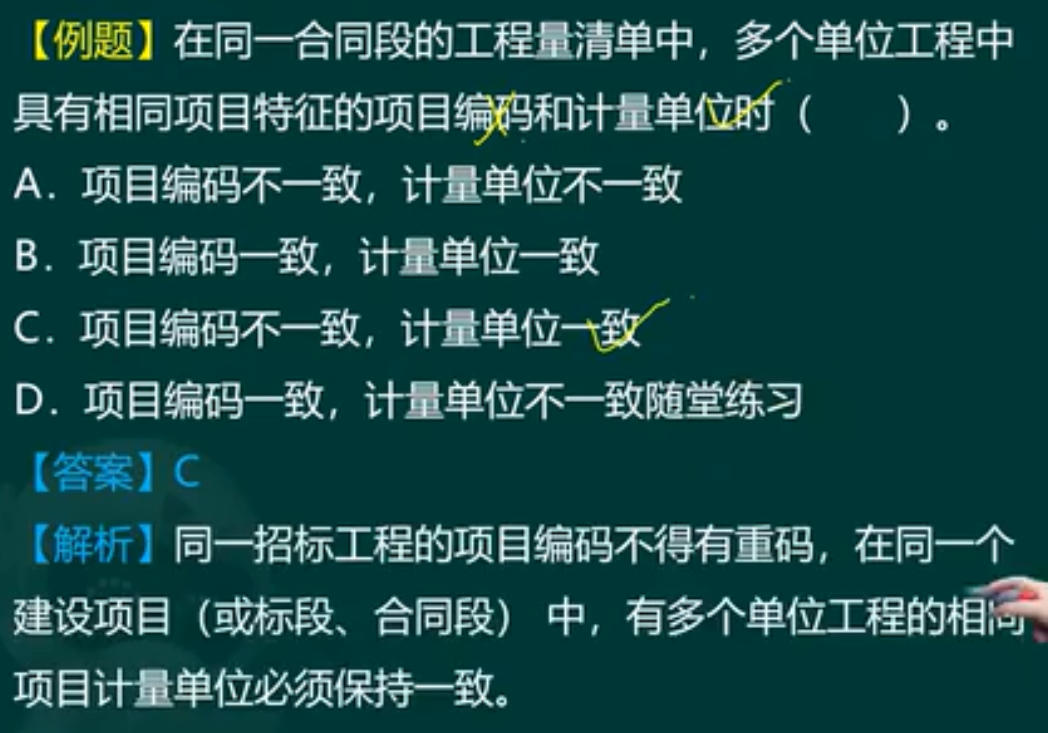 【例题】在同一合同段的工程量清单中，多个单位工程中
具有相同项目特征的项目编码和计量单位时（　　）。
A．项目编码不一致，计量单位不一致
B．项目编码一致，计量单位一致
C．项目编码不一致，计量单位一致
D．项目编码一致，计量单位不一致随堂练习
【答案】C
【解析】同一招标工程的项目编码不得有重码，在同一个
建设项目（或标段、合同段） 中，有多个单位工程的相同
项目计量单位必须保持一致。